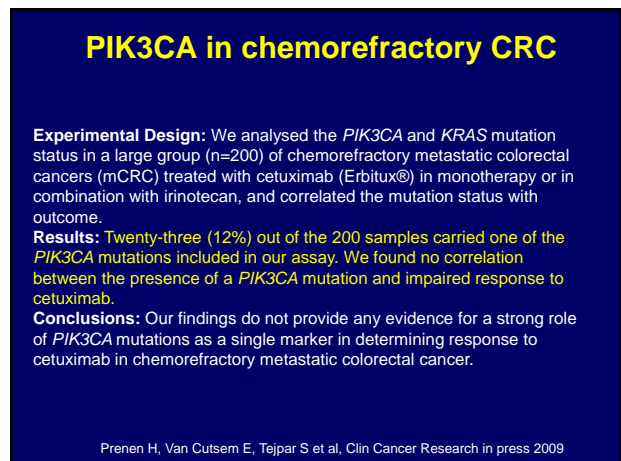 PIK3CA in chemorefractory CRC
Experimental Design: We analysed the PIK3CA and KRAS mutation
status in a large group (n=200) of chemorefractory metastatic colorectal
cancers (mCRC) treated with cetuximab (Erbitux®) in monotherapy or in
combination with irinotecan, and correlated the mutation status with
outcome.
Results: Twenty-three (12%) out of the 200 samples carried one of the
PIK3CA mutations included in our assay. We found no correlation
between the presence of a PIK3CA mutation and impaired response to
cetuximab.
Conclusions: Our findings do not provide any evidence for a strong role
of PIK3CA mutations as a single marker in determining response to
cetuximab in chemorefractory metastatic colorectal cancer.
Prenen H, Van Cutsem E, Tejpar S et al, Clin Cancer Research in press 2009